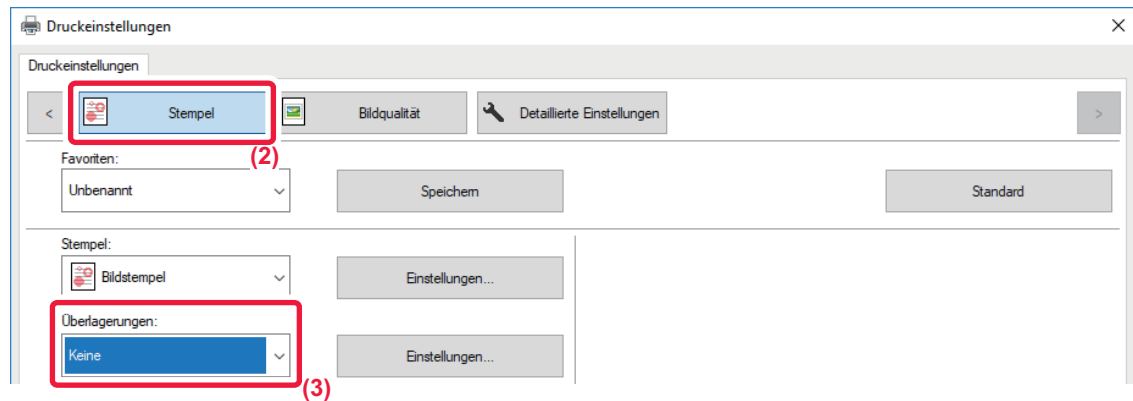 Druckeinstellungen
Druckeinstellungen
< Stempel Bildqualität Detaillierte Einstellungen >
(2)
Favoriten:
Unbenannt Speichern Standard
Stempel:
Bildstempel Einstellungen...
Überlagerungen:
Keine Einstellungen...
(3)